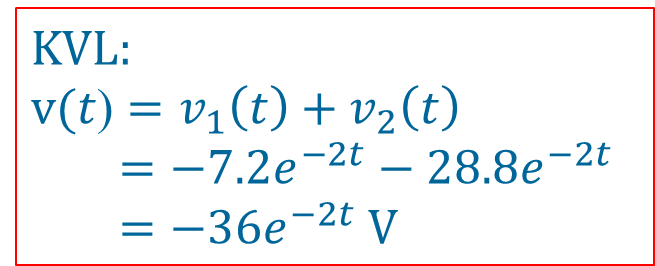 KVL:
v(t) = v₁(t) + v₂(t)
= −7.2e⁻²ᵗ − 28.8e⁻²ᵗ
= −36e⁻²ᵗ V